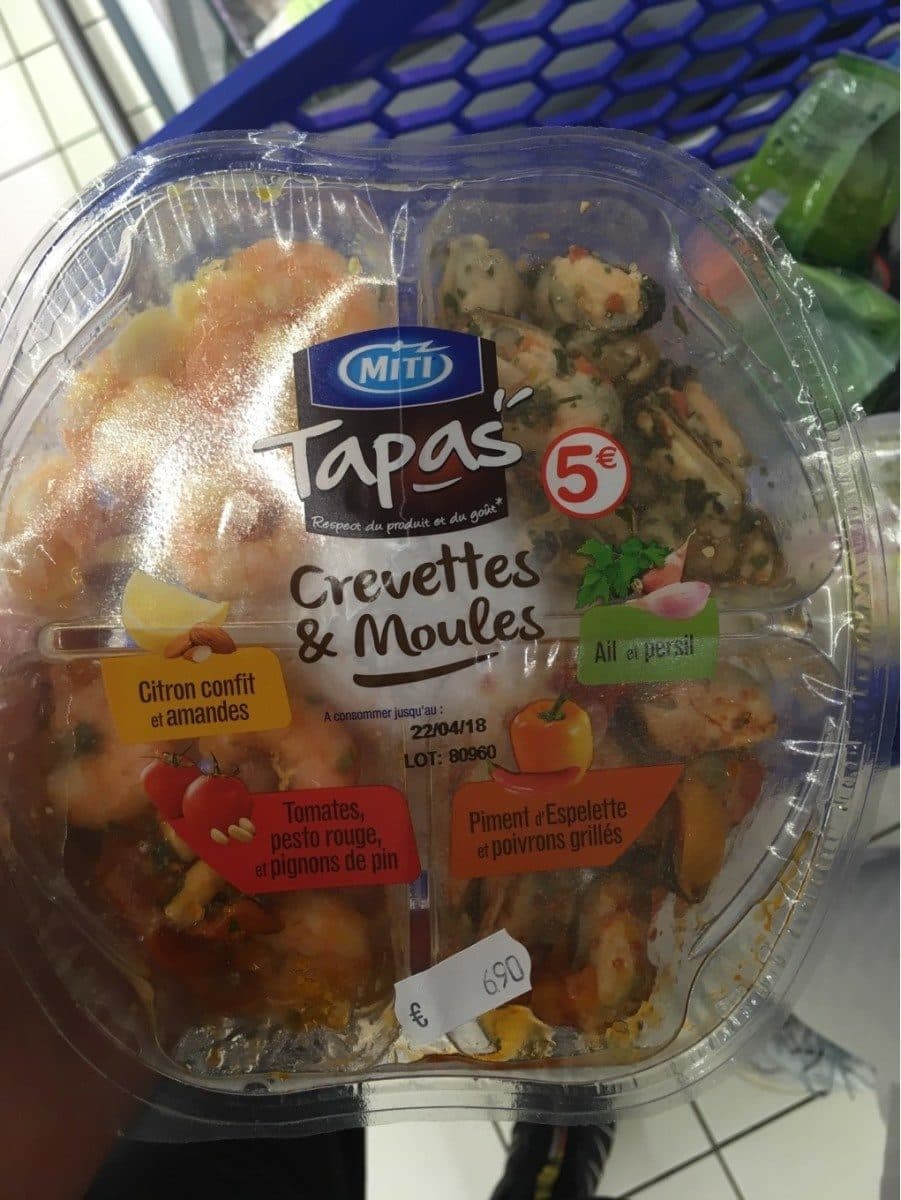 MITI
Tapas
Respect du produit et du goût*
5€
Crevettes
& Moules
Ail et persil
Citron confit
et amandes
A consommer jusqu'au :
22/04/18
LOT: 80960
Tomates,
pesto rouge,
et pignons de pin
Piment d'Espelette
et poivrons grillés
€ 6.90